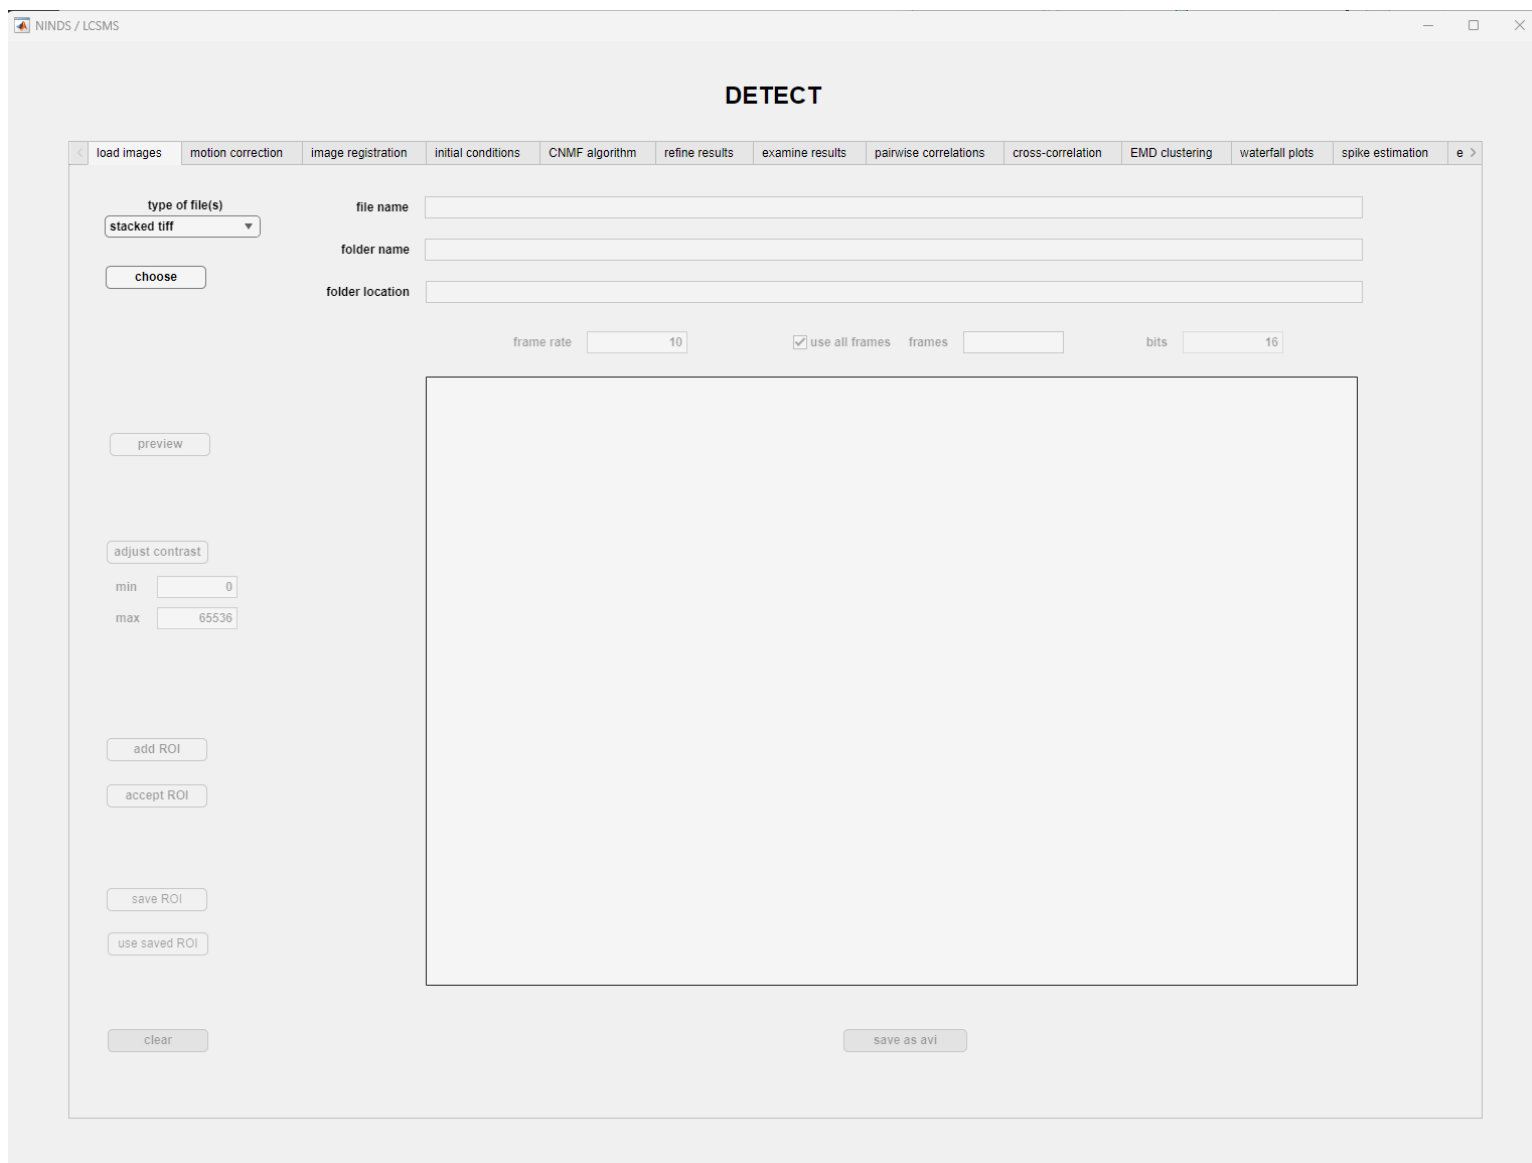 NINDS / LCSMS
DETECT
load images motion correction image registration initial conditions CNMF algorithm refine results examine results pairwise correlations cross-correlation EMD clustering waterfall plots spike estimation e
type of file(s)
stacked tiff
choose
file name
folder name
folder location
frame rate 10 use all frames frames bits 16
preview
adjust contrast
min 0
max 65536
add ROI
accept ROI
save ROI
use saved ROI
clear
save as avi